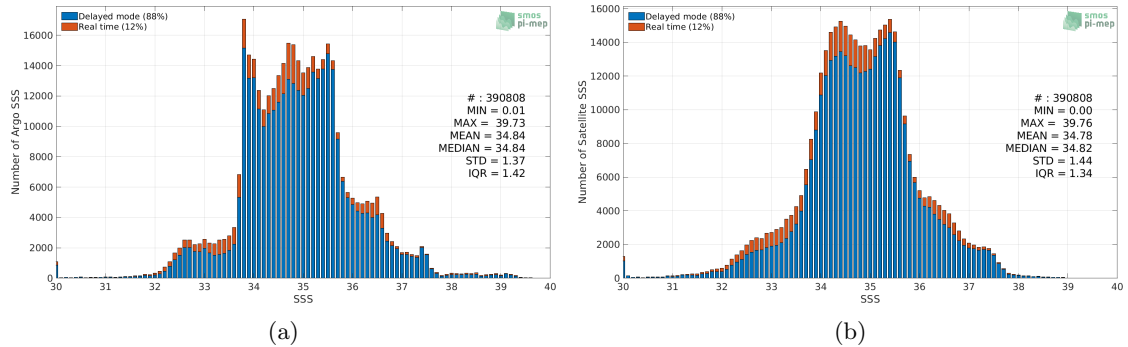 Delayed mode (88%)
Real time (12%)
smos
pi-mep
Number of Argo SSS
16000
14000
12000
10000
8000
6000
4000
2000
0
# : 390808
MIN = 0.01
MAX = 39.73
MEAN = 34.84
MEDIAN = 34.84
STD = 1.37
IQR = 1.42
30 31 32 33 34 35 36 37 38 39 40
SSS
(a)
Delayed mode (88%)
Real time (12%)
smos
pi-mep
Number of Satellite SSS
16000
14000
12000
10000
8000
6000
4000
2000
0
# : 390808
MIN = 0.00
MAX = 39.76
MEAN = 34.78
MEDIAN = 34.82
STD = 1.44
IQR = 1.34
30 31 32 33 34 35 36 37 38 39 40
SSS
(b)